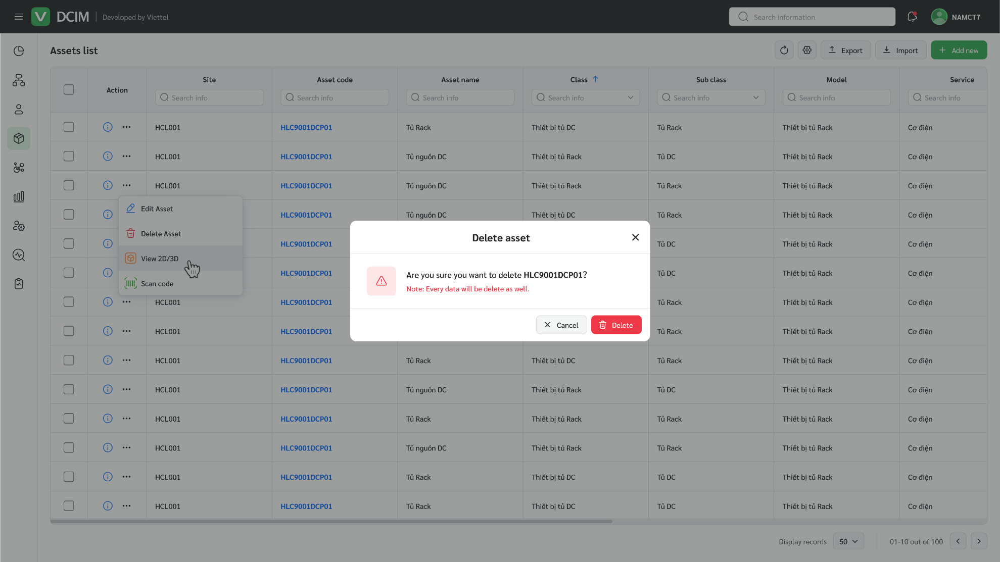 DCIM
Developed by Viettel
Search information
NAMCT7
Assets list
Export
Import
Add new
Action
Site
Asset code
Asset name
Class
Sub class
Model
Service
Search info
Search info
Search info
Search info
Search info
Search info
Search info
HCL001 HLC9001DCP01 Tủ Rack Thiết bị tủ DC Tủ Rack Thiết bị tủ Rack Cơ điện
HCL001 HLC9001DCP01 Tủ nguồn DC Thiết bị tủ Rack Tủ DC Thiết bị tủ Rack Cơ điện
HCL001 HLC9001DCP01 Tủ nguồn DC Thiết bị tủ Rack Tủ Rack Thiết bị tủ Rack Cơ điện
Edit Asset
Delete Asset
View 2D/3D
Scan code
HLC9001DCP01 Tủ nguồn DC Thiết bị tủ DC Tủ Rack Thiết bị tủ Rack Cơ điện
HLC9001DCP01 Tủ DC Thiết bị tủ Rack Cơ điện
HLC9001DCP01 Tủ DC Thiết bị tủ Rack Cơ điện
HCL001 HLC9001DCP01 Tủ Rack Thiết bị tủ Rack Cơ điện
HCL001 HLC9001DCP01 Tủ Rack Thiết bị tủ Rack Cơ điện
Delete asset
Are you sure you want to delete HLC9001DCP01?
Note: Every data will be delete as well.
Cancel
Delete
HCL001 HLC9001DCP01 Tủ Rack Thiết bị tủ DC Tủ Rack Thiết bị tủ Rack Cơ điện
HCL001 HLC9001DCP01 Tủ nguồn DC Thiết bị tủ Rack Tủ DC Thiết bị tủ Rack Cơ điện
HCL001 HLC9001DCP01 Tủ Rack Thiết bị tủ Rack Tủ Rack Thiết bị tủ Rack Cơ điện
HCL001 HLC9001DCP01 Tủ nguồn DC Thiết bị tủ Rack Tủ Rack Thiết bị tủ Rack Cơ điện
HCL001 HLC9001DCP01 Tủ Rack Thiết bị tủ DC Tủ DC Thiết bị tủ Rack Cơ điện
HCL001 HLC9001DCP01 Tủ Rack Thiết bị tủ DC Tủ DC Thiết bị tủ Rack Cơ điện
Display records 50 01-10 out of 100